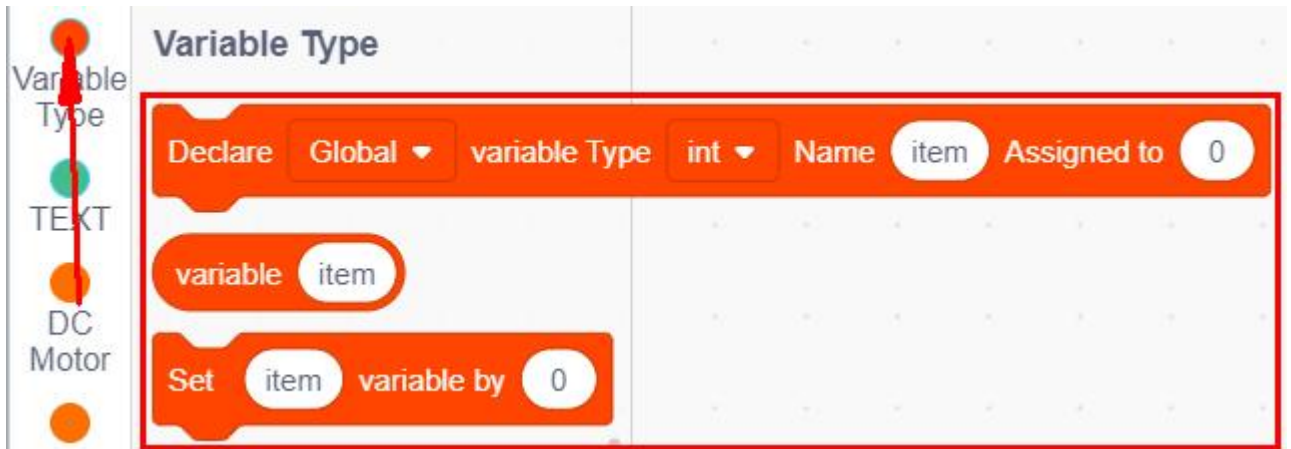 Variable
Type
TEXT
DC
Motor
Variable Type
Declare Global variable Type int Name item Assigned to 0
variable item
Set item variable by 0